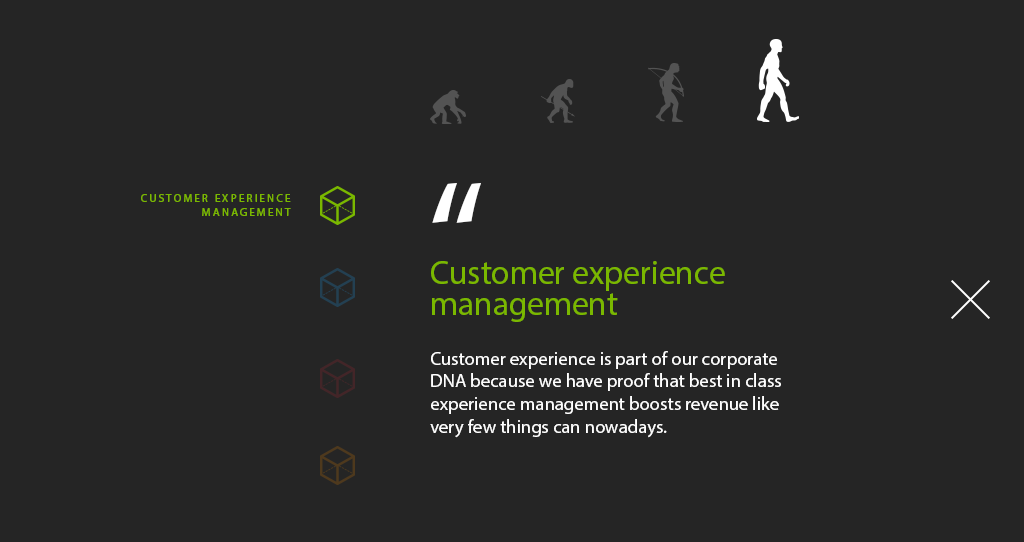 CUSTOMER EXPERIENCE
MANAGEMENT
“
Customer experience
management
Customer experience is part of our corporate
DNA because we have proof that best in class
experience management boosts revenue like
very few things can nowadays.